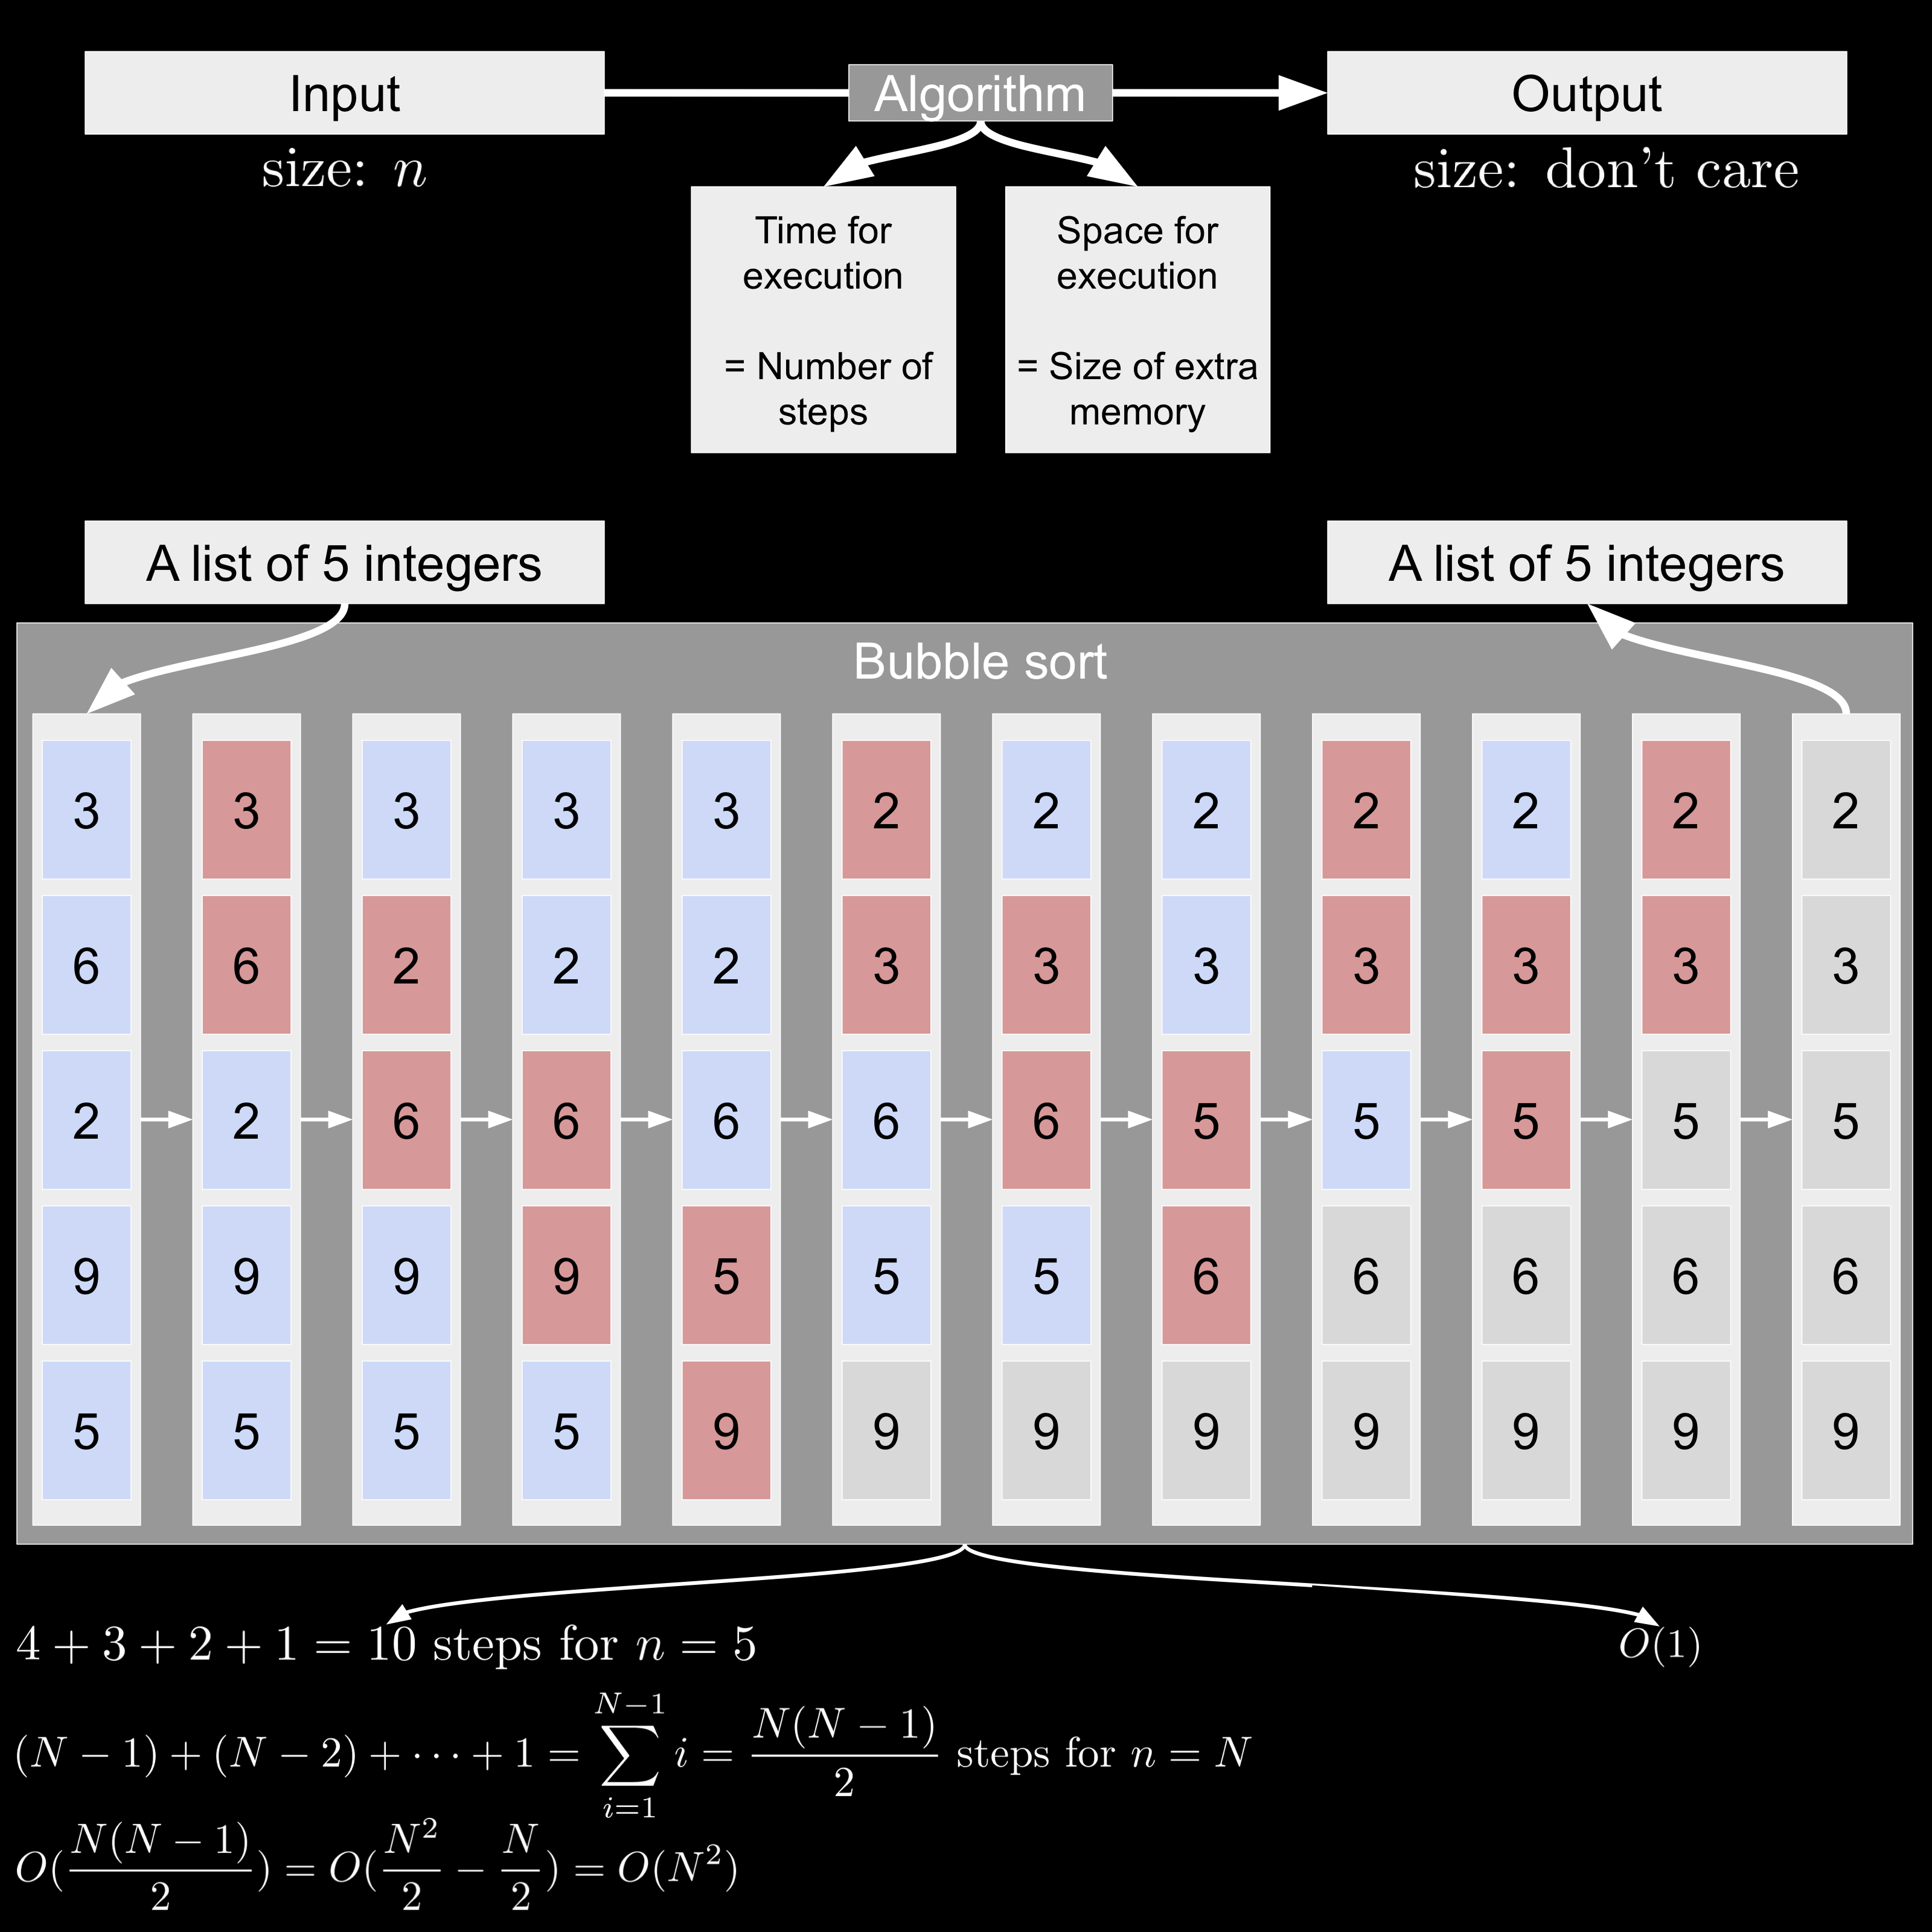 Input
Algorithm
Output
size: n
size: don't care
Time for
execution
= Number of
steps
Space for
execution
= Size of extra
memory
A list of 5 integers
A list of 5 integers
Bubble sort
3 3 3 3 3 2 2 2 2 2 2 2
6 6 2 2 2 3 3 3 3 3 3 3
2 2 6 6 6 6 6 5 5 5 5 5
9 9 9 9 5 5 5 6 6 6 6 6
5 5 5 5 9 9 9 9 9 9 9 9
4 + 3 + 2 + 1 = 10 steps for n = 5
O(1)
(N − 1) + (N − 2) + ⋯ + 1 = \sum_{i=1}^{N−1} i = \frac{N(N − 1)}{2} steps for n = N
O(\frac{N(N − 1)}{2}) = O(\frac{N^2}{2} − \frac{N}{2}) = O(N^2)